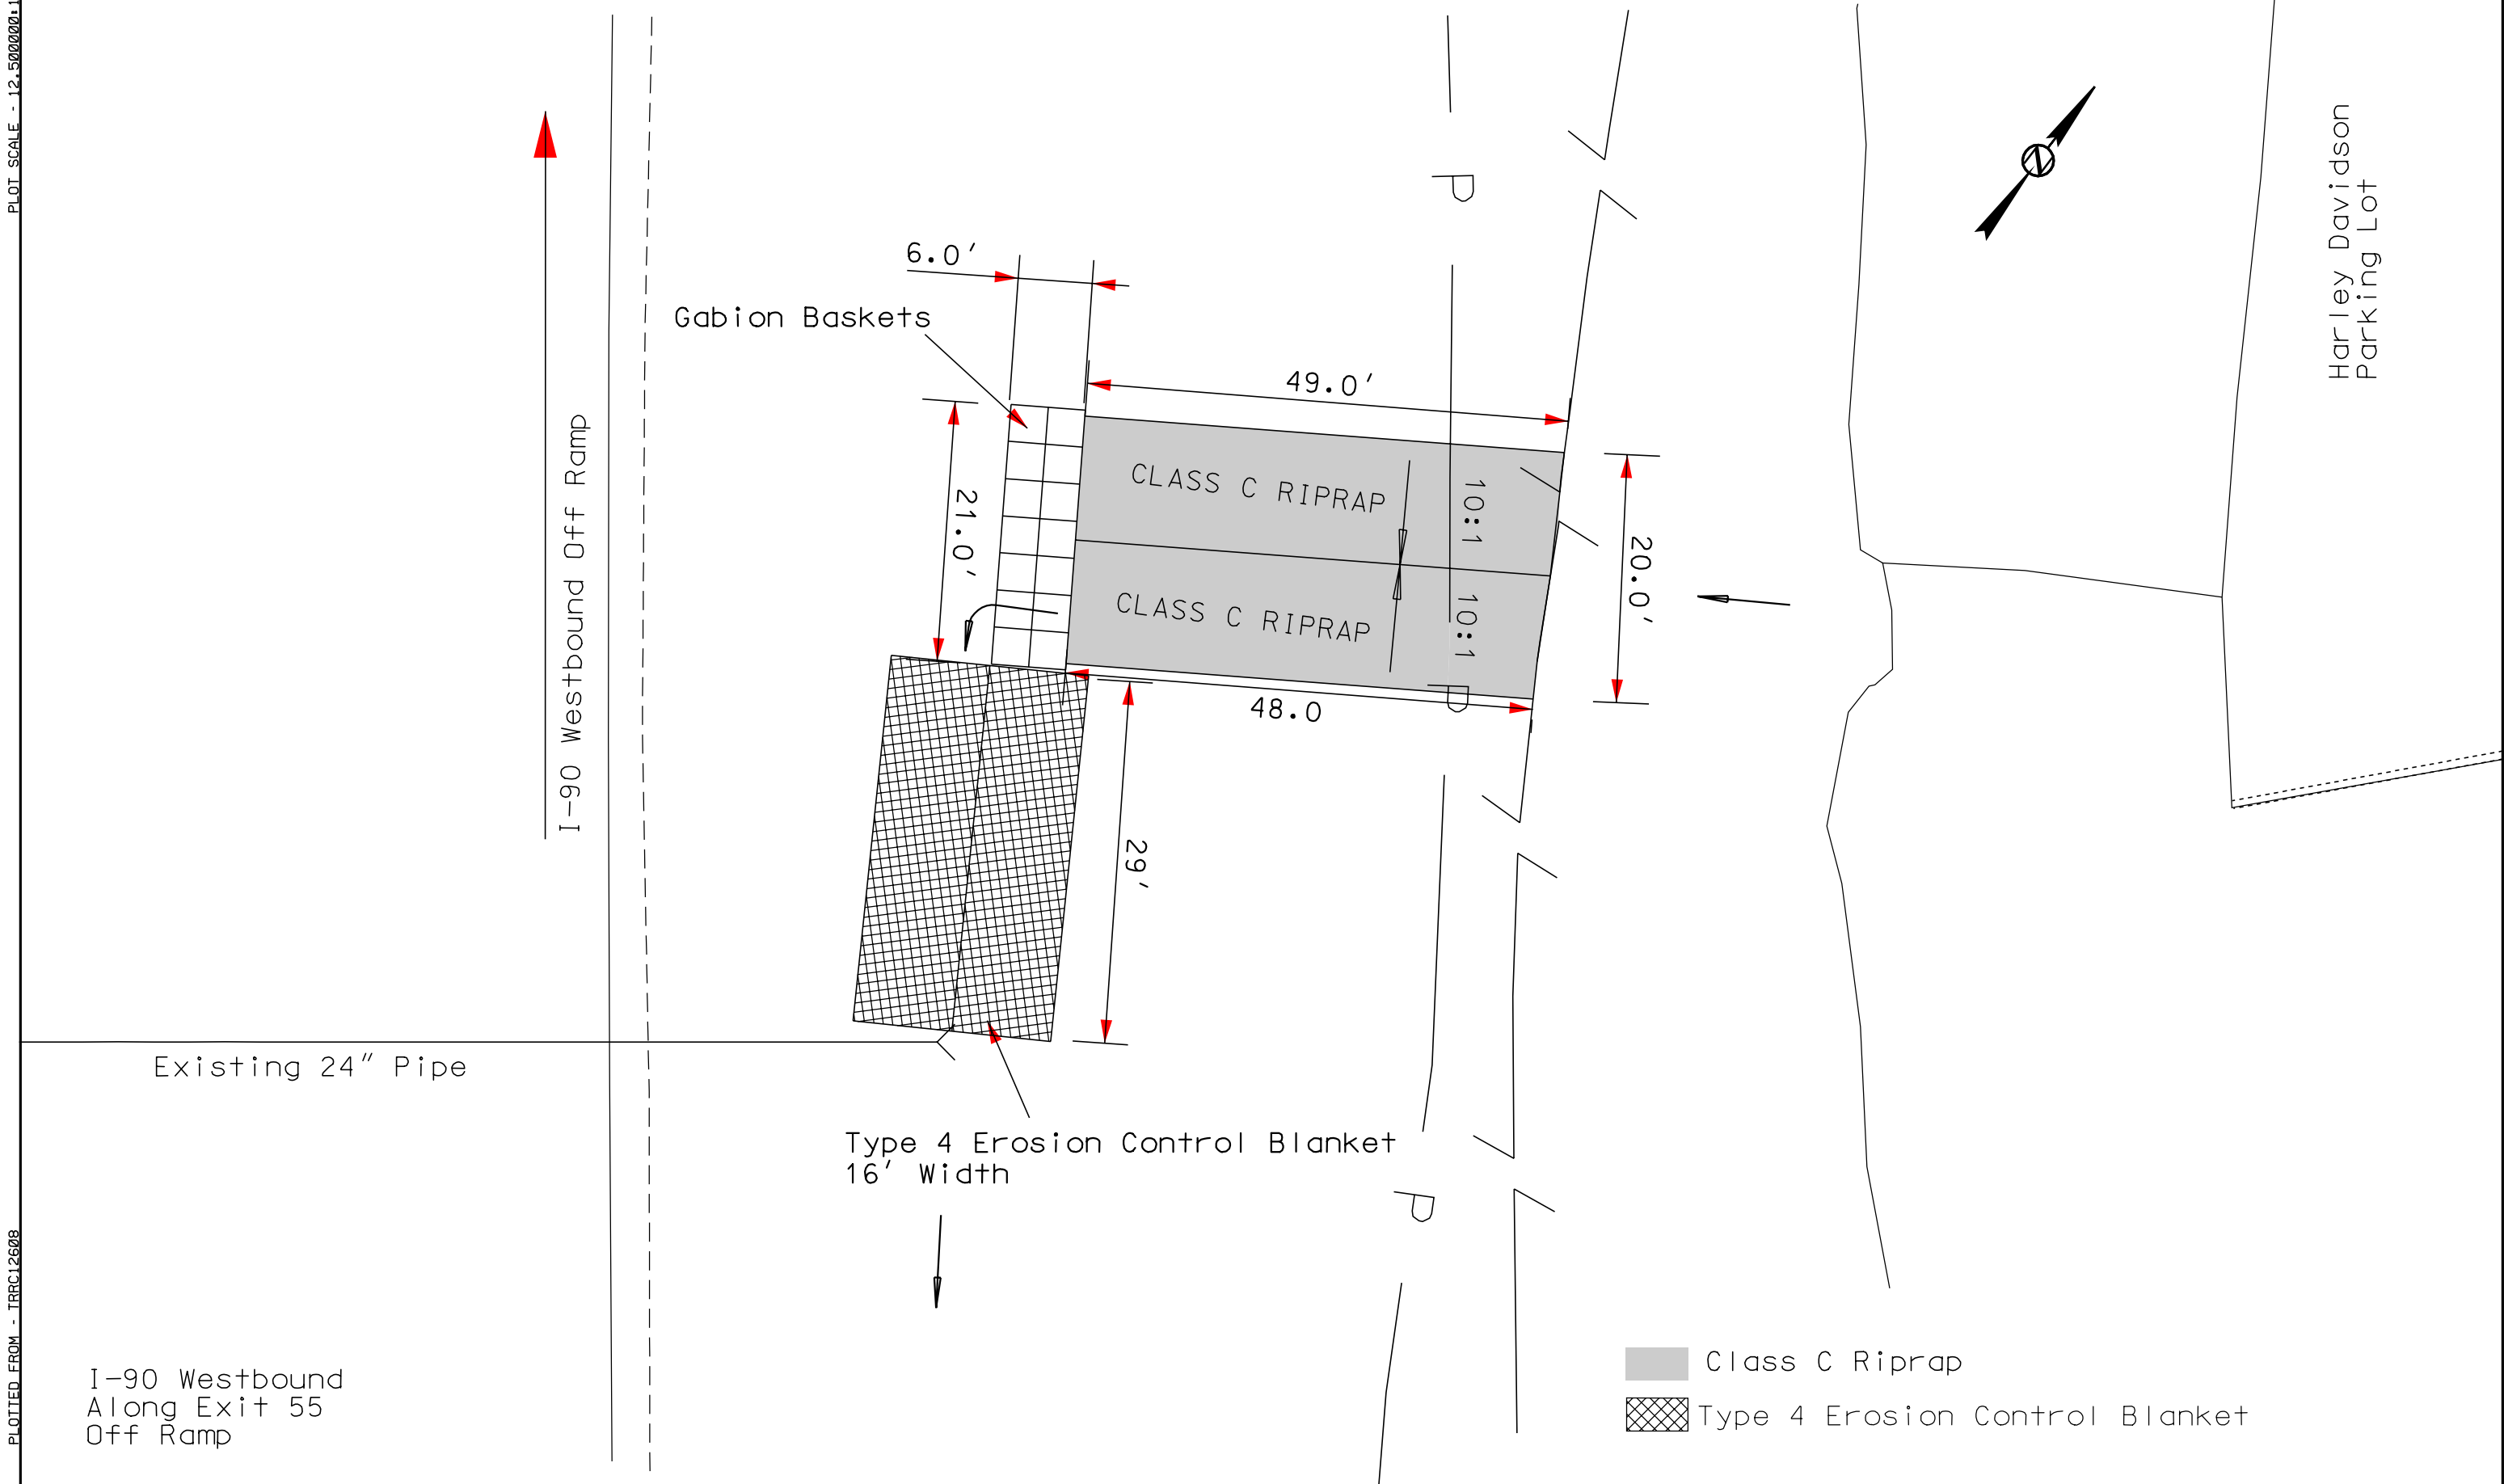 PLOT SCALE - 12.500000:1
PLOTTED FROM - TRRC12608
6.0'
Gabion Baskets
49.0'
21.0'
CLASS C RIPRAP
CLASS C RIPRAP
10:1
10:1
20.0'
48.0
29'
P
P
P
N
Harley Davidson
Parking Lot
I-90 Westbound Off Ramp
Existing 24" Pipe
Type 4 Erosion Control Blanket
16' Width
I-90 Westbound
Along Exit 55
Off Ramp
Class C Riprap
Type 4 Erosion Control Blanket